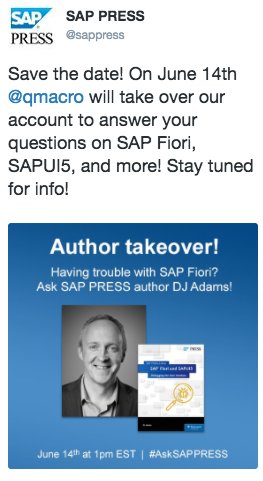 SAP
PRESS
SAP PRESS
@sappress
Save the date! On June 14th
@qmacro will take over our
account to answer your
questions on SAP Fiori,
SAPUI5, and more! Stay tuned
for info!
Author takeover!
Having trouble with SAP Fiori?
Ask SAP PRESS author DJ Adams!
PRESS
SAP Fiori and SAPUI5
June 14th at 1pm EST | #AskSAPPRESS